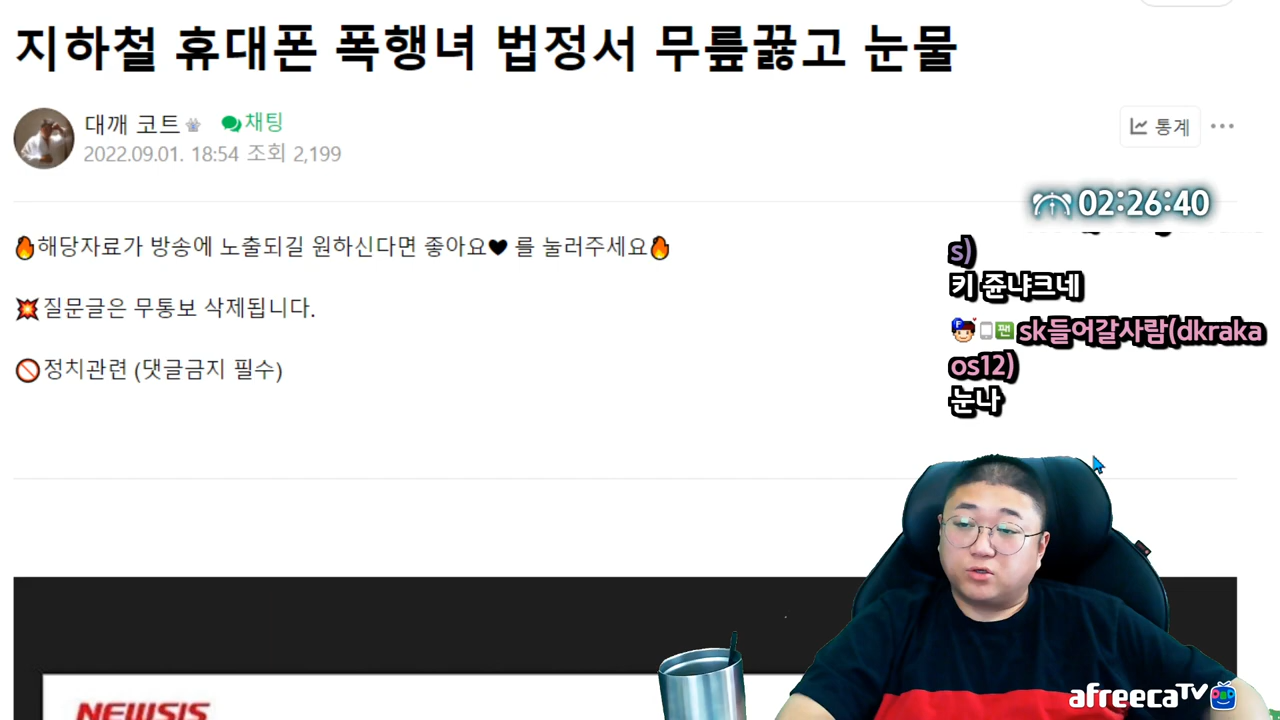 지하철 휴대폰 폭행녀 법정서 무릎꿇고 눈물
대깨 코트 채팅
2022.09.01. 18:54 조회 2,199
통계
02:26:40
해당자료가 방송에 노출되길 원하신다면 좋아요 를 눌러주세요
질문글은 무통보 삭제됩니다.
정치관련 (댓글금지 필수)
s)
키 쥰냐크네
팬 sk들어갈사람(dkraka
os12)
눈나
NEWSIS
afreecaTV